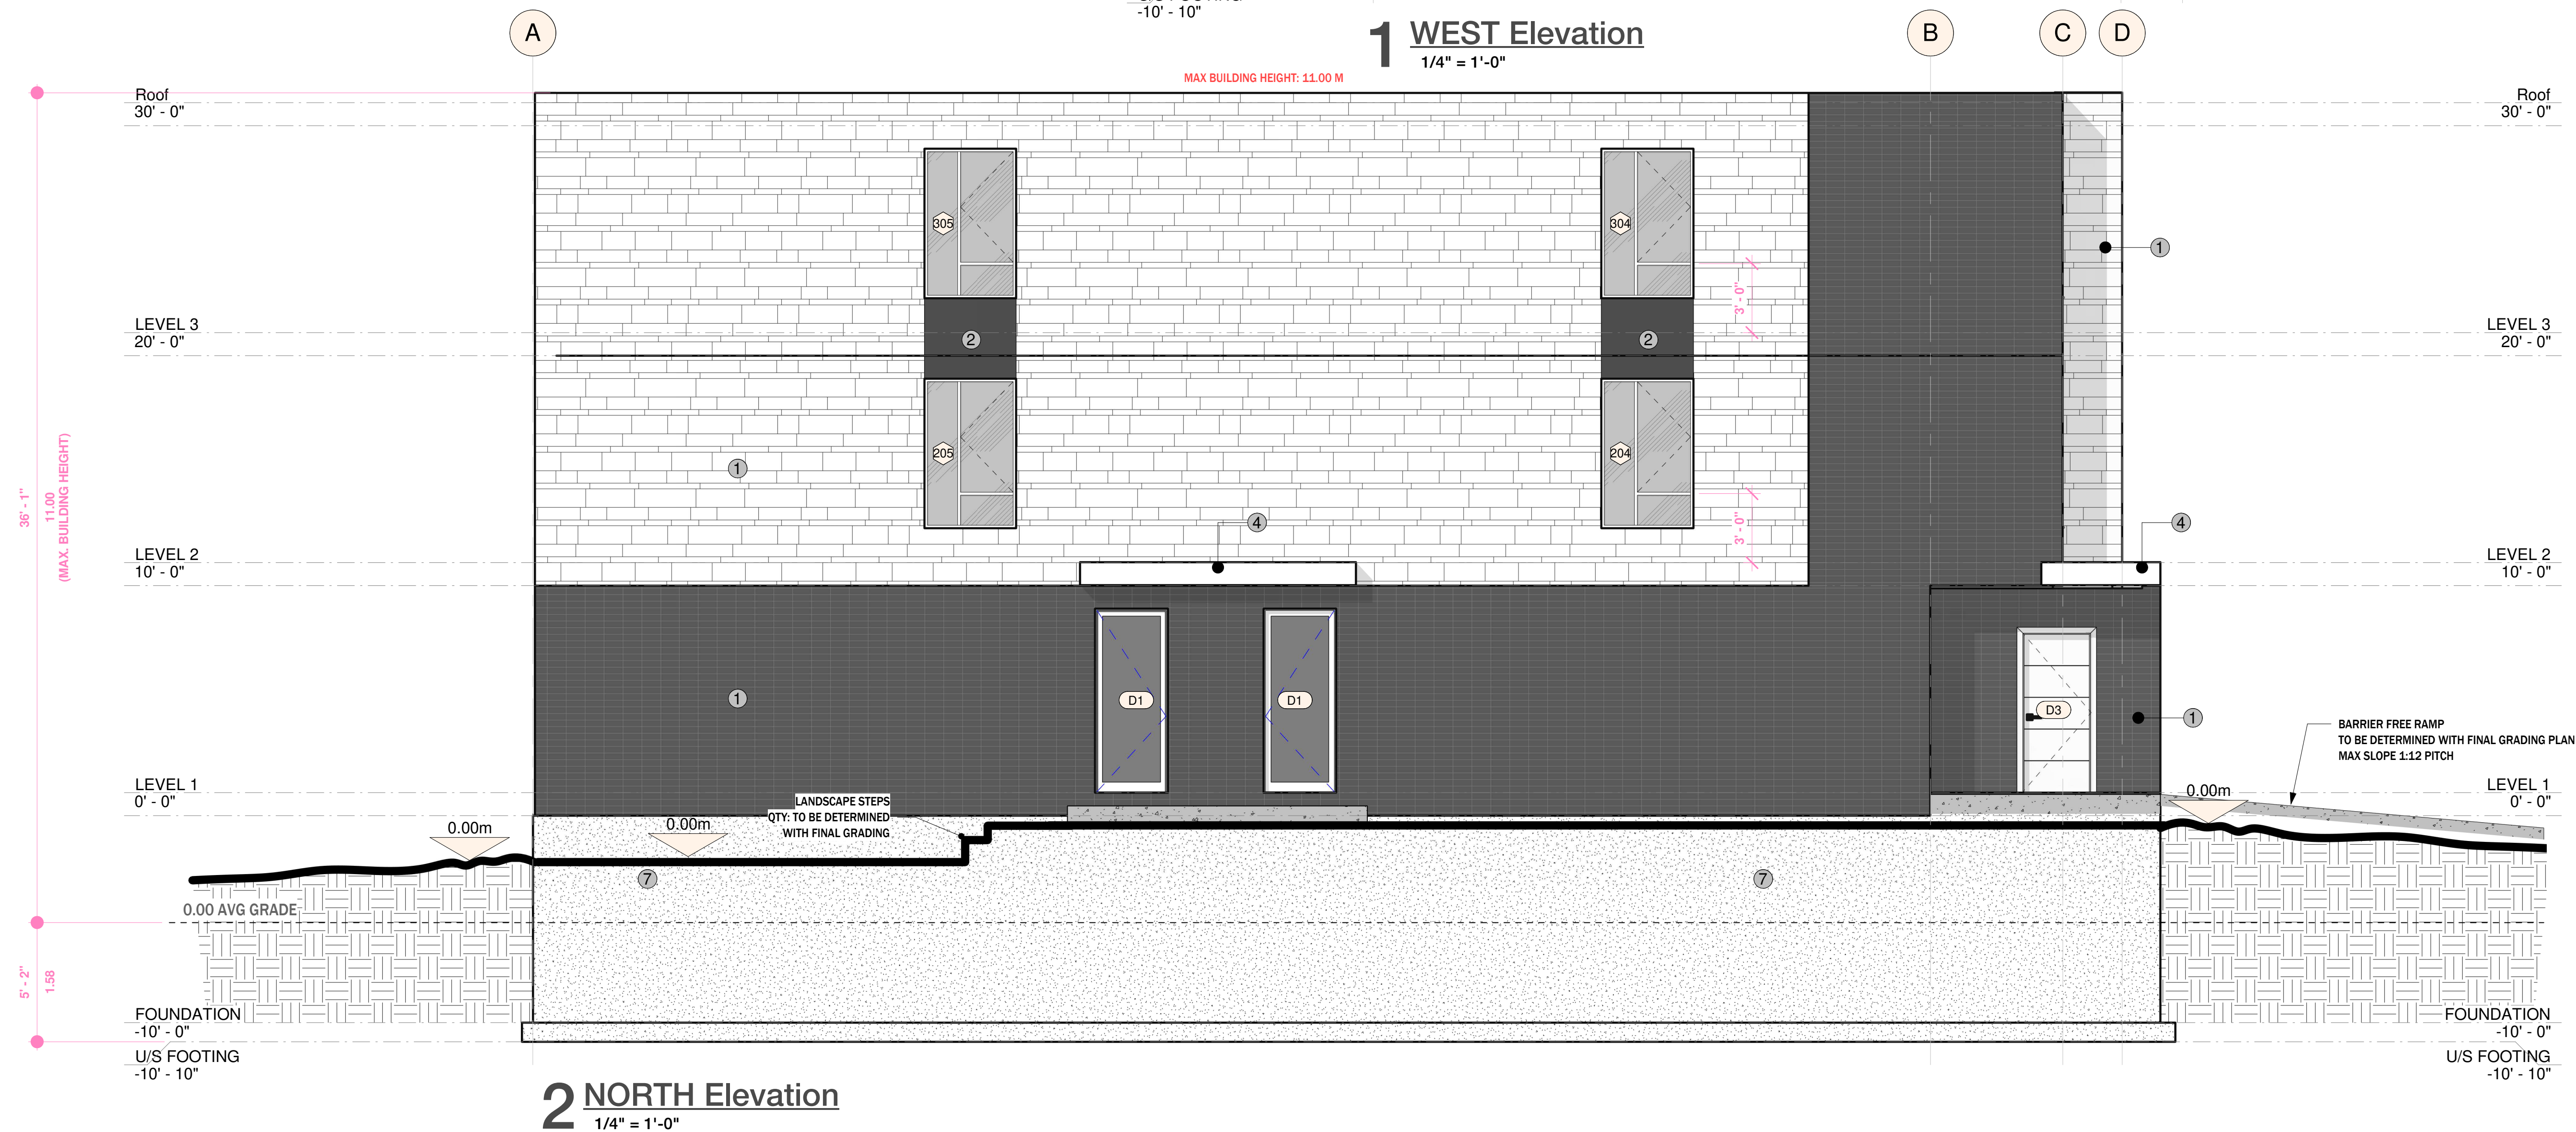 -10' - 10"
1 WEST Elevation
1/4" = 1'-0"
A
B
C
D
MAX BUILDING HEIGHT: 11.00 M
Roof
30' - 0"
Roof
30' - 0"
305
304
1
3' - 0"
LEVEL 3
20' - 0"
2
2
LEVEL 3
20' - 0"
205
204
1
36' - 1"
11.00
(MAX. BUILDING HEIGHT)
3' - 0"
4
4
LEVEL 2
10' - 0"
LEVEL 2
10' - 0"
1
D1
D1
D3
1
BARRIER FREE RAMP
TO BE DETERMINED WITH FINAL GRADING PLAN
MAX SLOPE 1:12 PITCH
LEVEL 1
0' - 0"
LEVEL 1
0' - 0"
0.00m
0.00m
0.00m
LANDSCAPE STEPS
QTY: TO BE DETERMINED
WITH FINAL GRADING
7
7
0.00 AVG GRADE
5' - 2"
1.58
FOUNDATION
-10' - 0"
FOUNDATION
-10' - 0"
U/S FOOTING
-10' - 10"
U/S FOOTING
-10' - 10"
2 NORTH Elevation
1/4" = 1'-0"